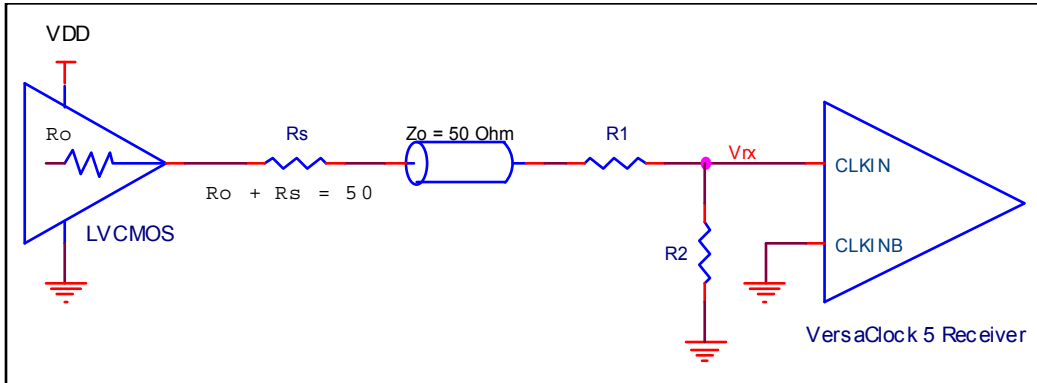 VDD
Ro
Rs
Zo = 50 Ohm
R1
Vrx
CLKIN
Ro + Rs = 50
LVCMOS
R2
CLKINB
VersaClock 5 Receiver